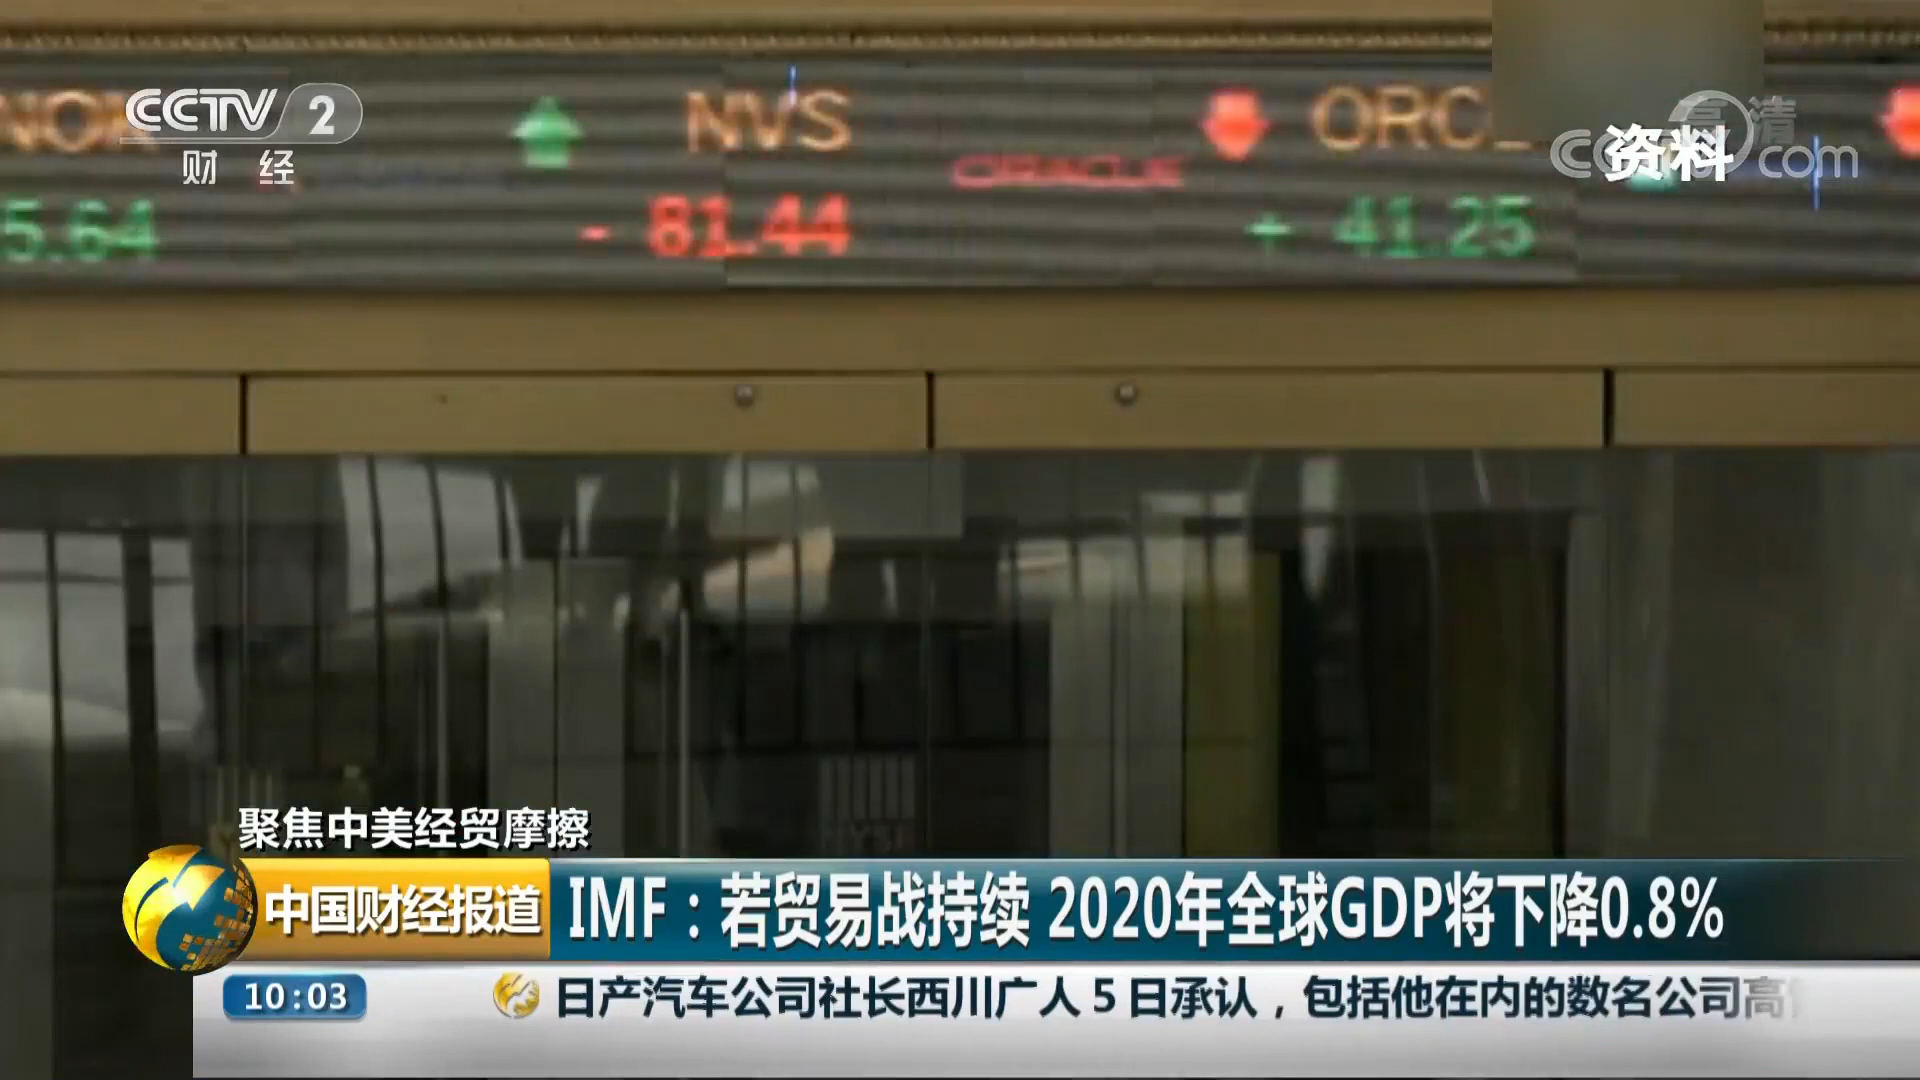 CCTV 2
财 经
NVS
ORCL
ORACLE
高清
资料
com
5.64
- 81.44
+ 41.25
聚焦中美经贸摩擦
中国财经报道
IMF：若贸易战持续 2020年全球GDP将下降0.8%
10:03
日产汽车公司社长西川广人5日承认，包括他在内的数名公司高